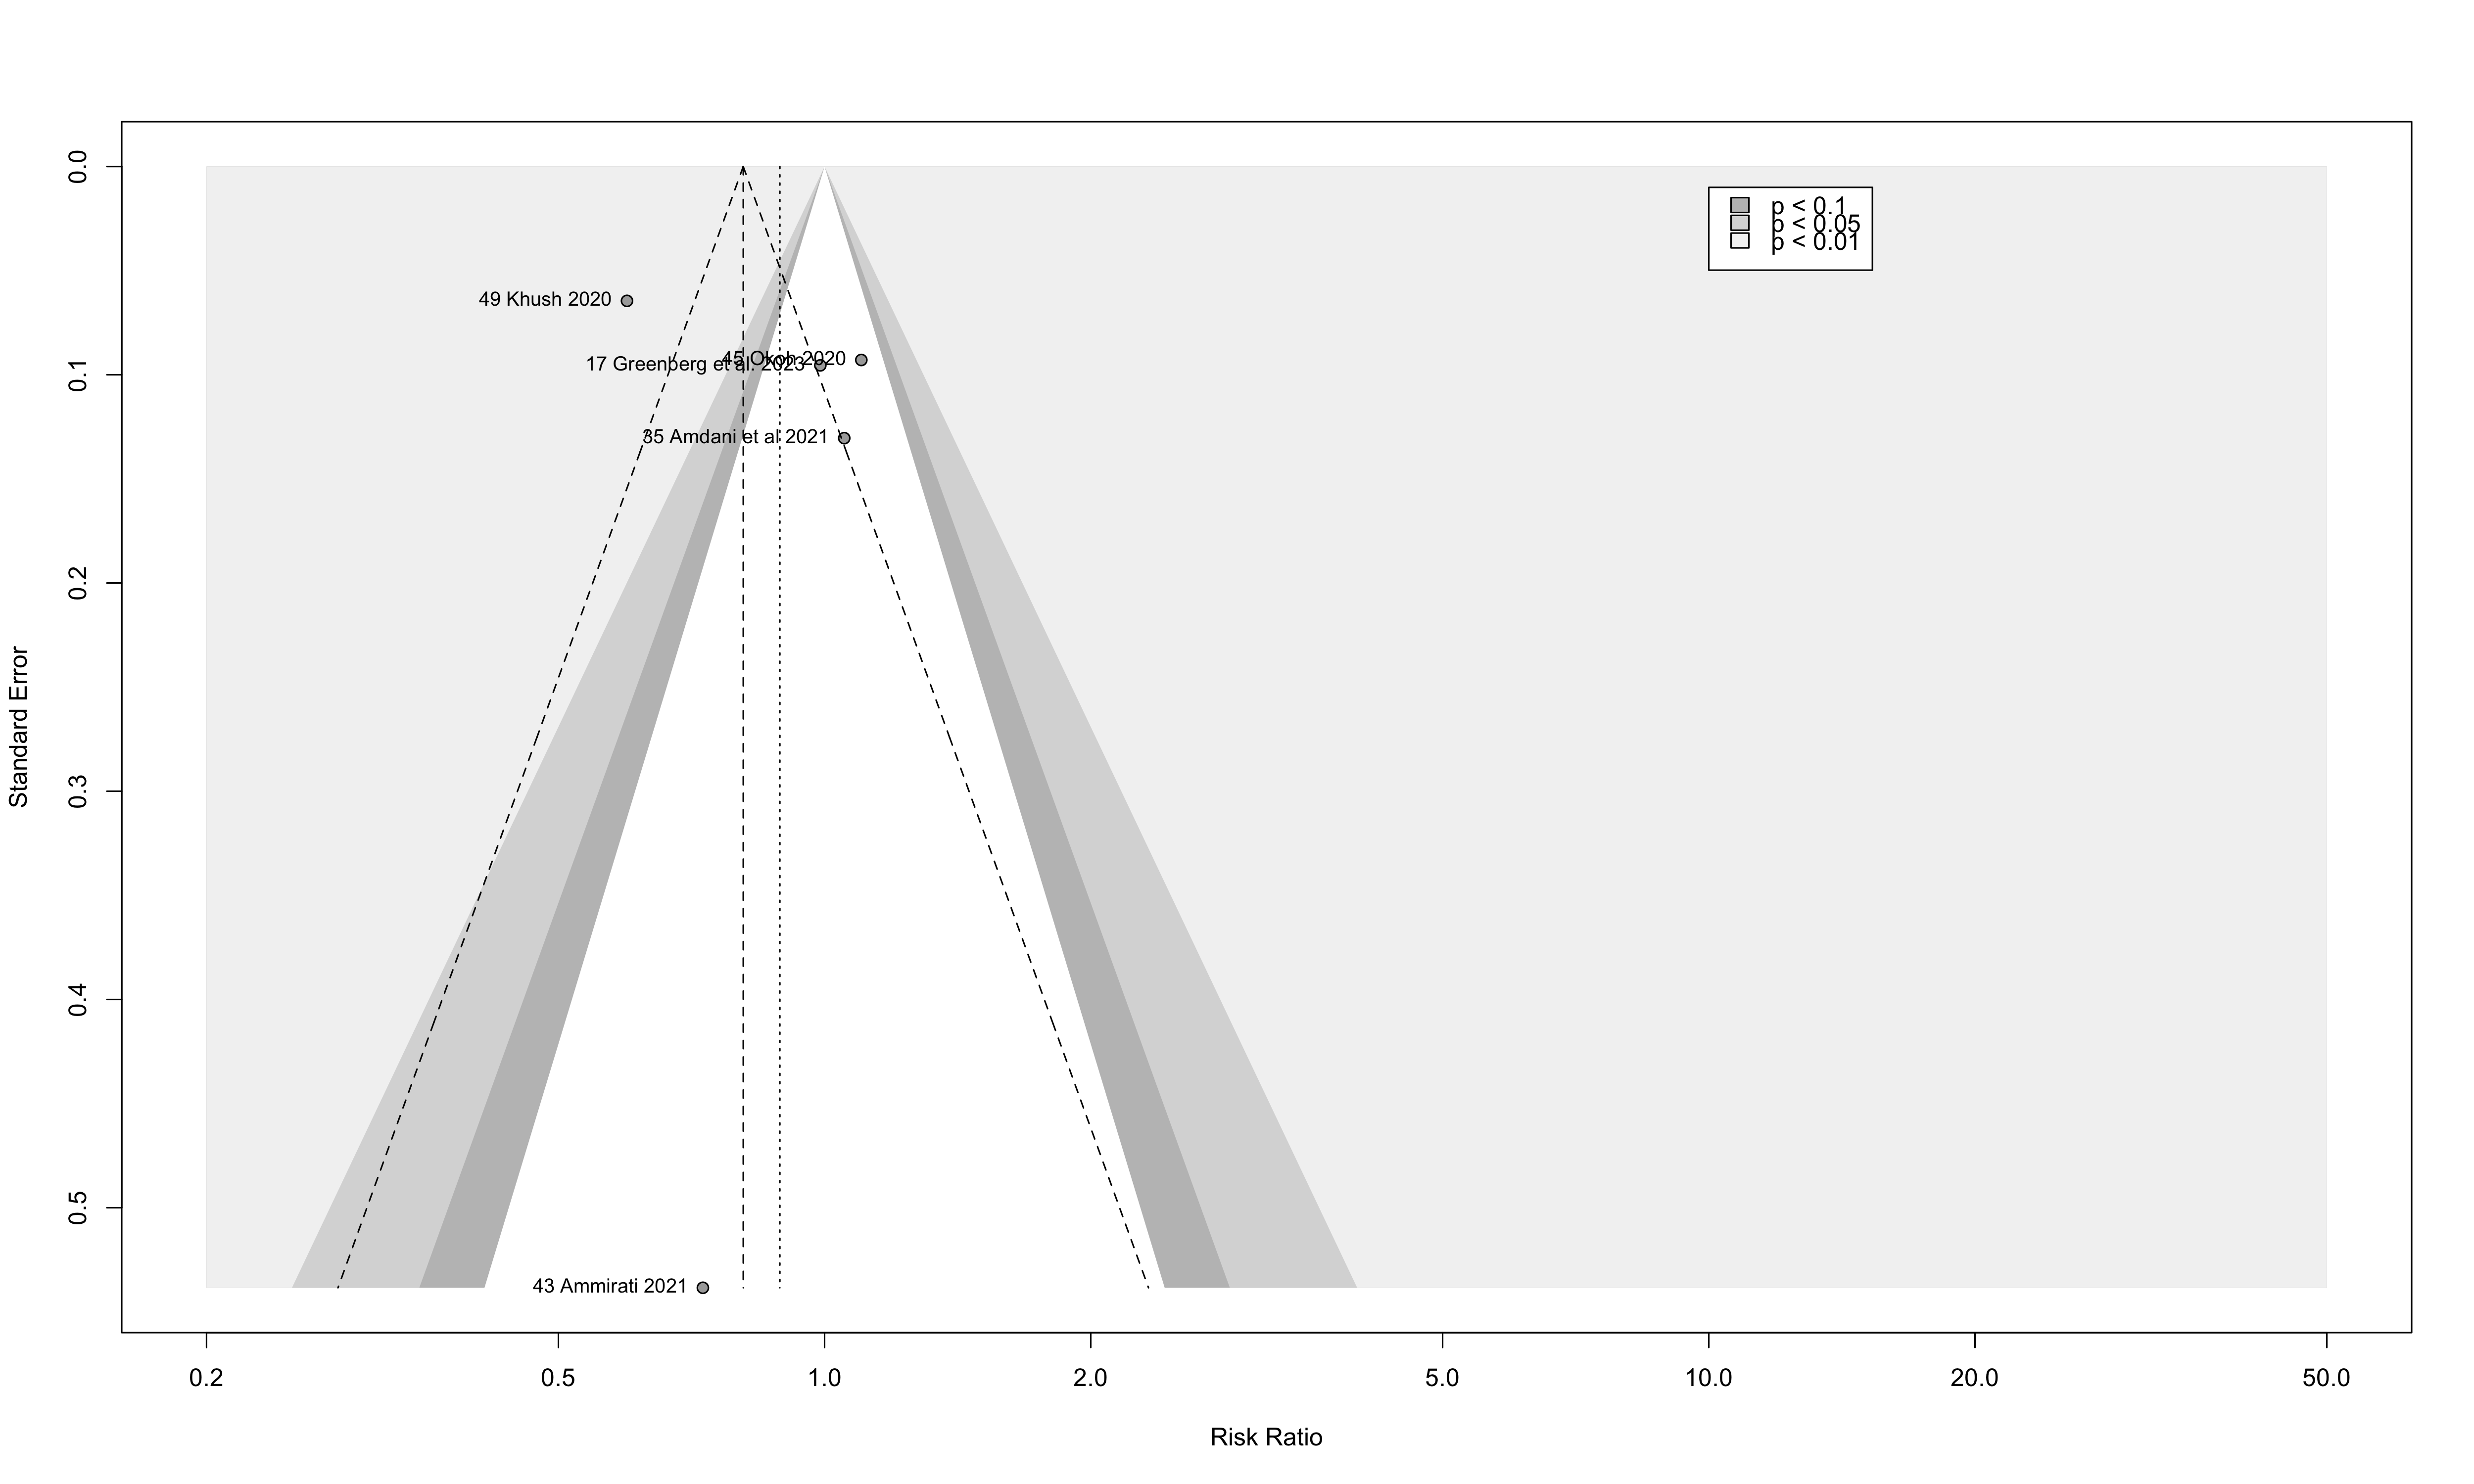 p < 0.1
p < 0.05
p < 0.01
49 Khush 2020
45 Okoh 2020
17 Greenberg et al. 2023
35 Amdani et al 2021
43 Ammirati 2021
Standard Error
0.0
0.1
0.2
0.3
0.4
0.5
0.2
0.5
1.0
2.0
5.0
10.0
20.0
50.0
Risk Ratio